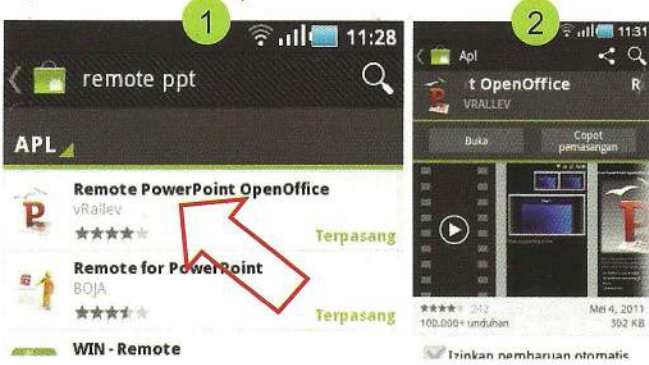 1
11:28
remote ppt
APL
Remote PowerPoint OpenOffice
vRallev
Terpasang
Remote for PowerPoint
BOJA
Terpasang
WIN - Remote
2
11:31
Apl
t OpenOffice R
VRALLEV
Buka
Copot
pemasangan
242
Mei 4, 2011
100.000+ unduhan
302 KB
Izinkan pembaruan otomatis